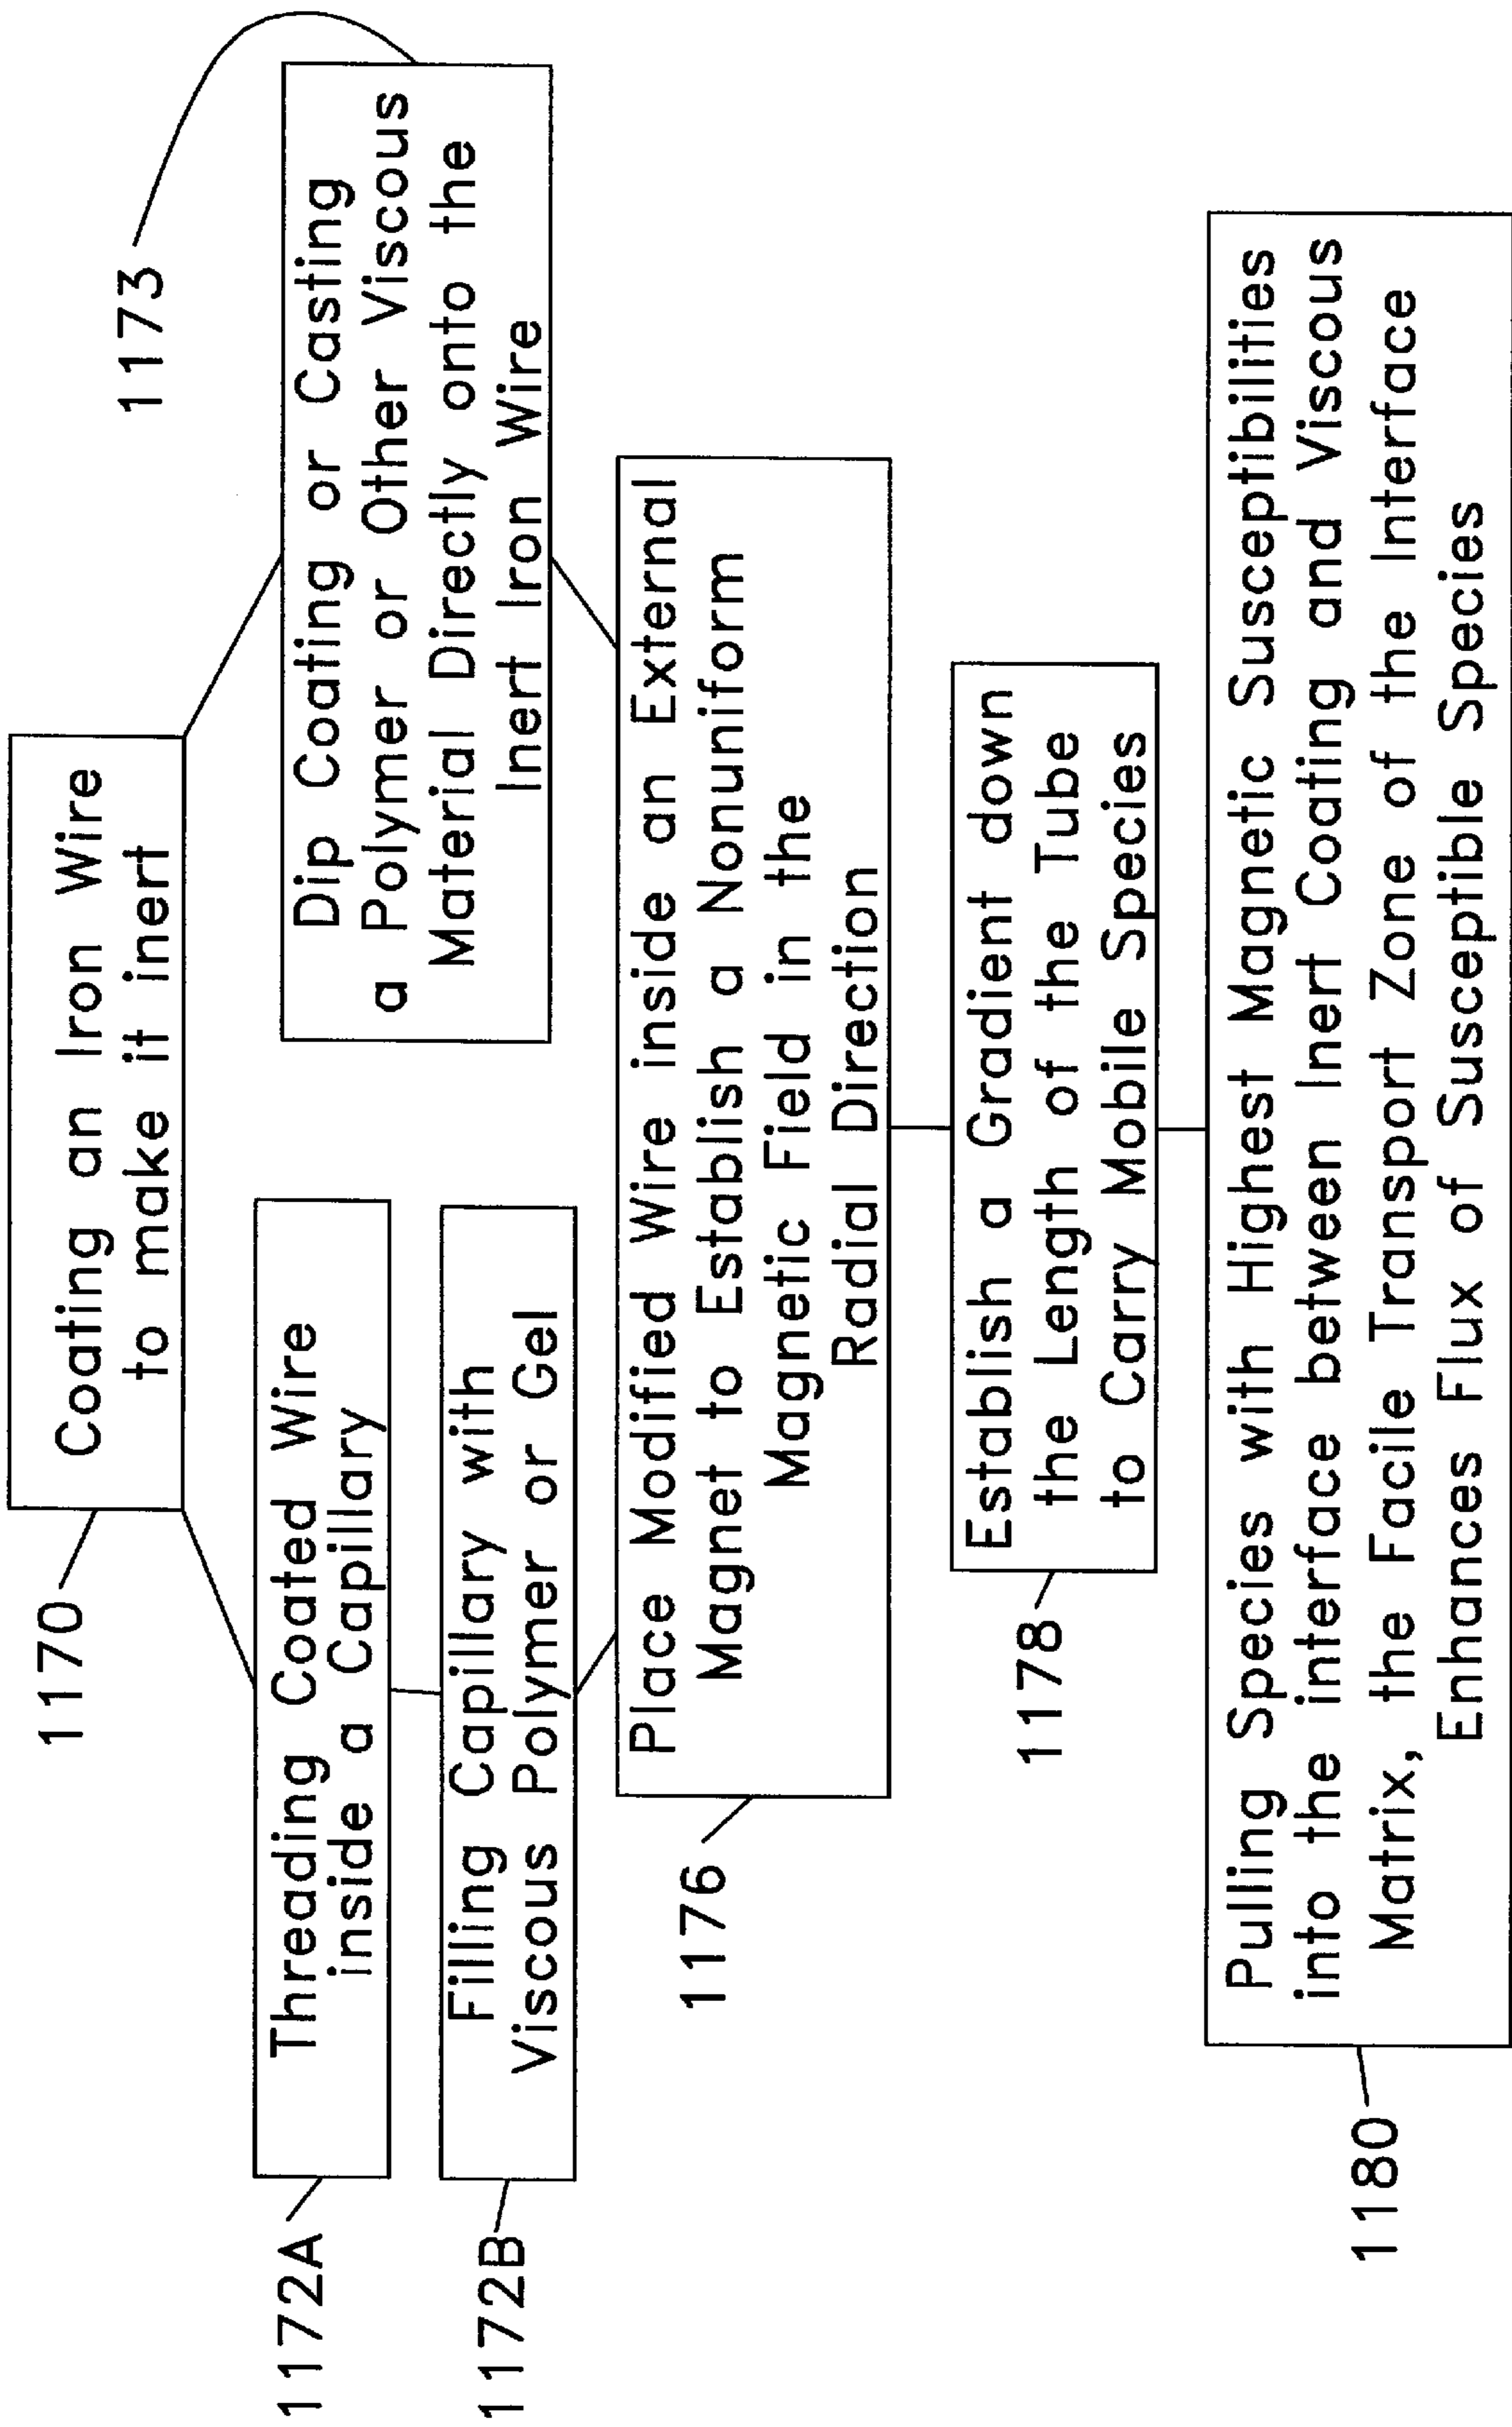 1170
Coating an Iron Wire
to make it inert
1172A
Threading Coated Wire
inside a Capillary
1172B
Filling Capillary with
Viscous Polymer or Gel
1173
Dip Coating or Casting
a Polymer or Other Viscous
Material Directly onto the
Inert Iron Wire
1176
Place Modified Wire inside an External
Magnet to Establish a Nonuniform
Magnetic Field in the
Radial Direction
1178
Establish a Gradient down
the Length of the Tube
to Carry Mobile Species
1180
Pulling Species with Highest Magnetic Susceptibilities
into the interface between Inert Coating and Viscous
Matrix, the Facile Transport Zone of the Interface
Enhances Flux of Susceptible Species